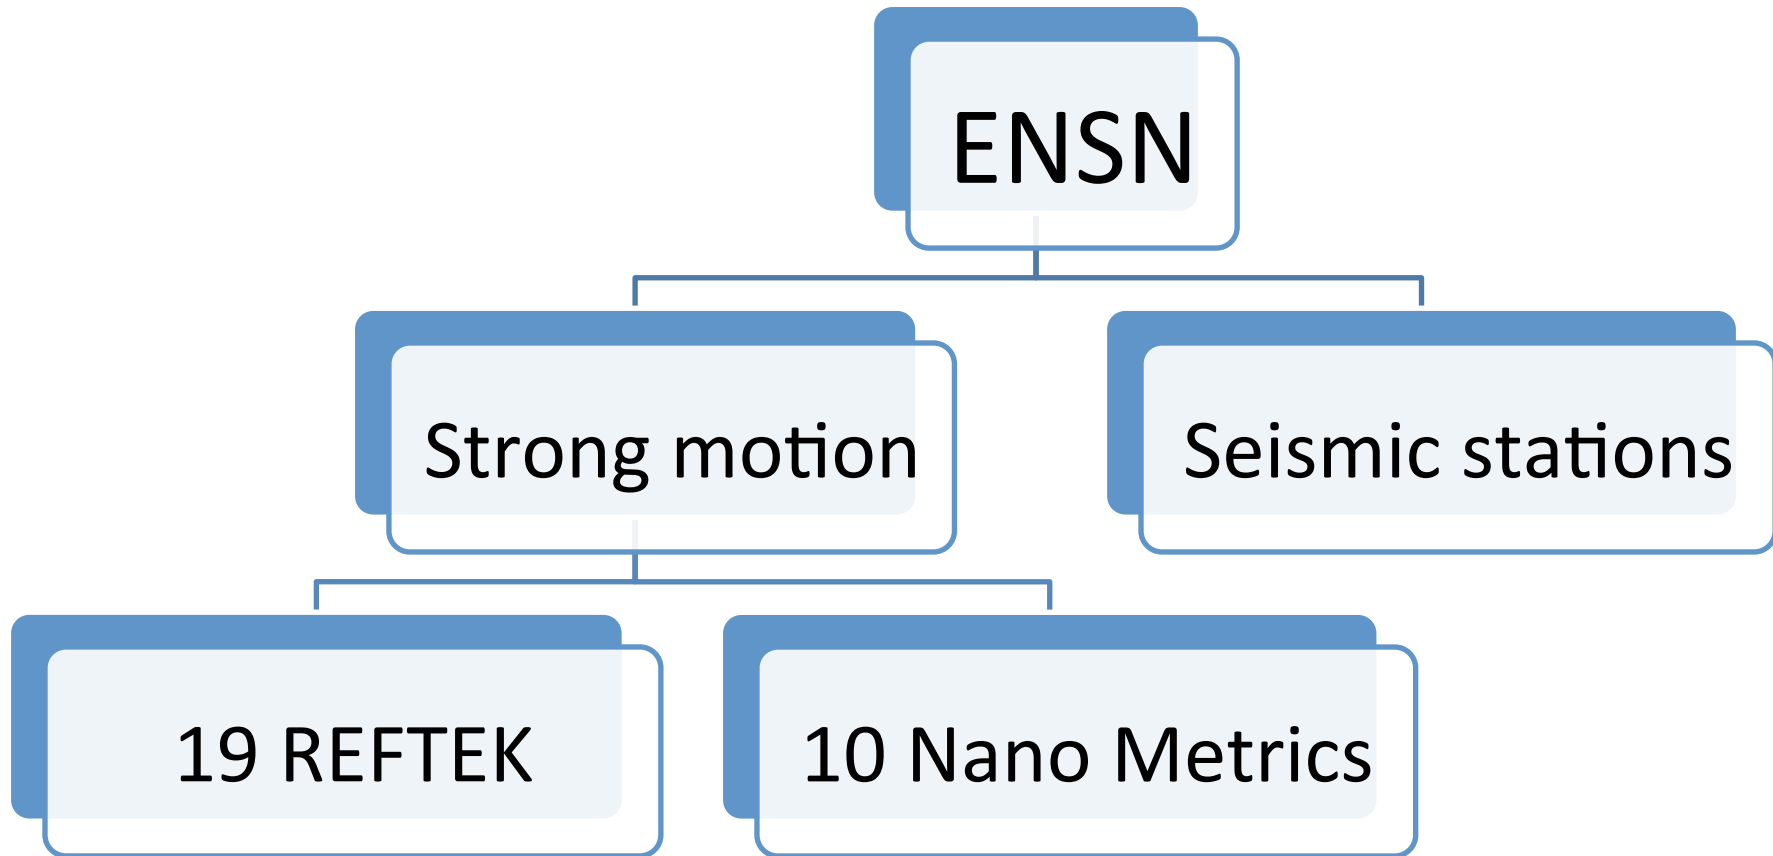 ENSN
Strong motion
Seismic stations
19 REFTEK
10 Nano Metrics